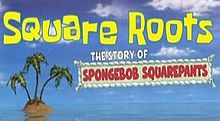 Square Roots
THE STORY OF
SPONGEBOB SQUAREPANTS